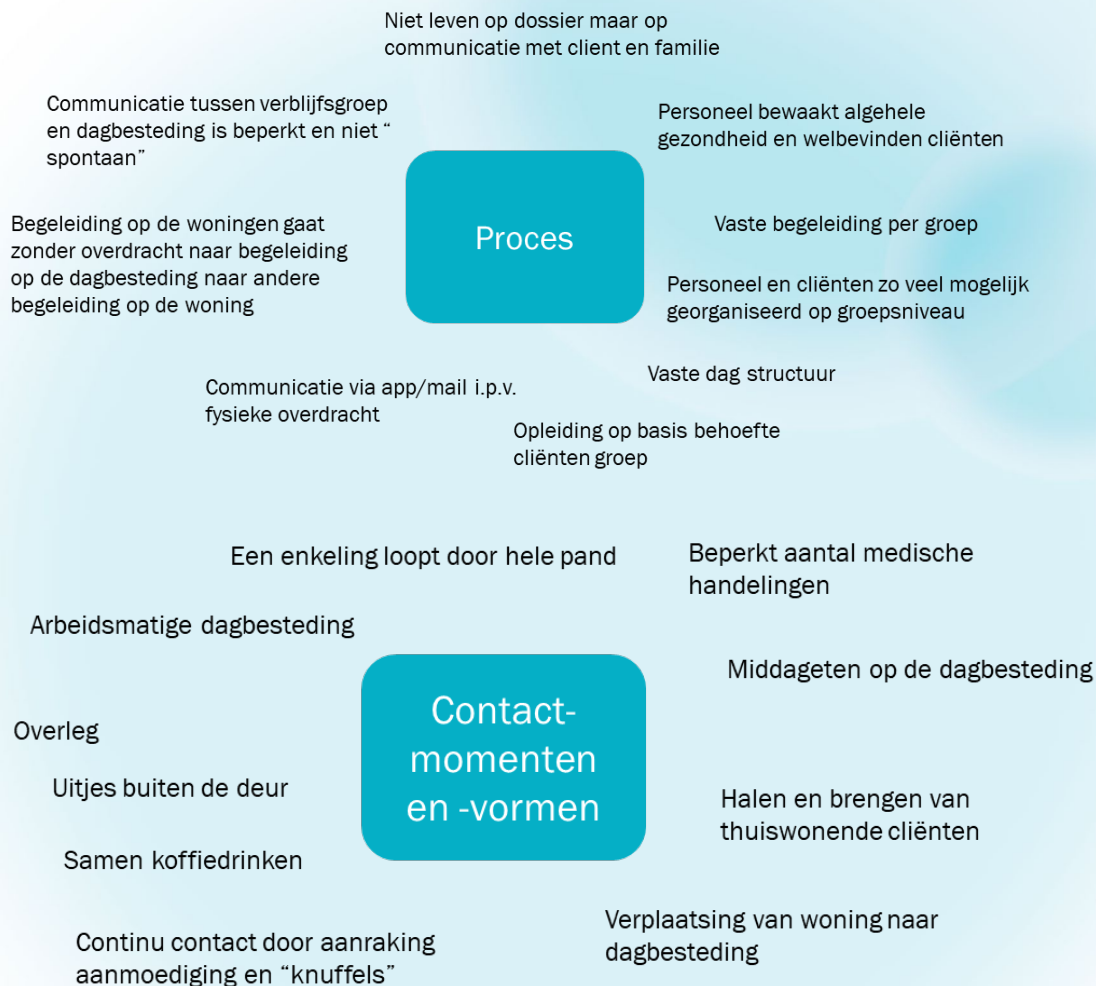 Niet leven op dossier maar op
communicatie met client en familie
Communicatie tussen verblijfsgroep
en dagbesteding is beperkt en niet “
spontaan”
Personeel bewaakt algehele
gezondheid en welbevinden cliënten
Proces
Begeleiding op de woningen gaat
zonder overdracht naar begeleiding
op de dagbesteding naar andere
begeleiding op de woning
Vaste begeleiding per groep
Personeel en cliënten zo veel mogelijk
georganiseerd op groepsniveau
Communicatie via app/mail i.p.v.
fysieke overdracht
Vaste dag structuur
Opleiding op basis behoefte
cliënten groep
Een enkeling loopt door hele pand
Beperkt aantal medische
handelingen
Arbeidsmatige dagbesteding
Middageten op de dagbesteding
Contact-
momenten
en -vormen
Overleg
Uitjes buiten de deur
Halen en brengen van
thuiswonende cliënten
Samen koffiedrinken
Verplaatsing van woning naar
dagbesteding
Continu contact door aanraking
aanmoediging en “knuffels”